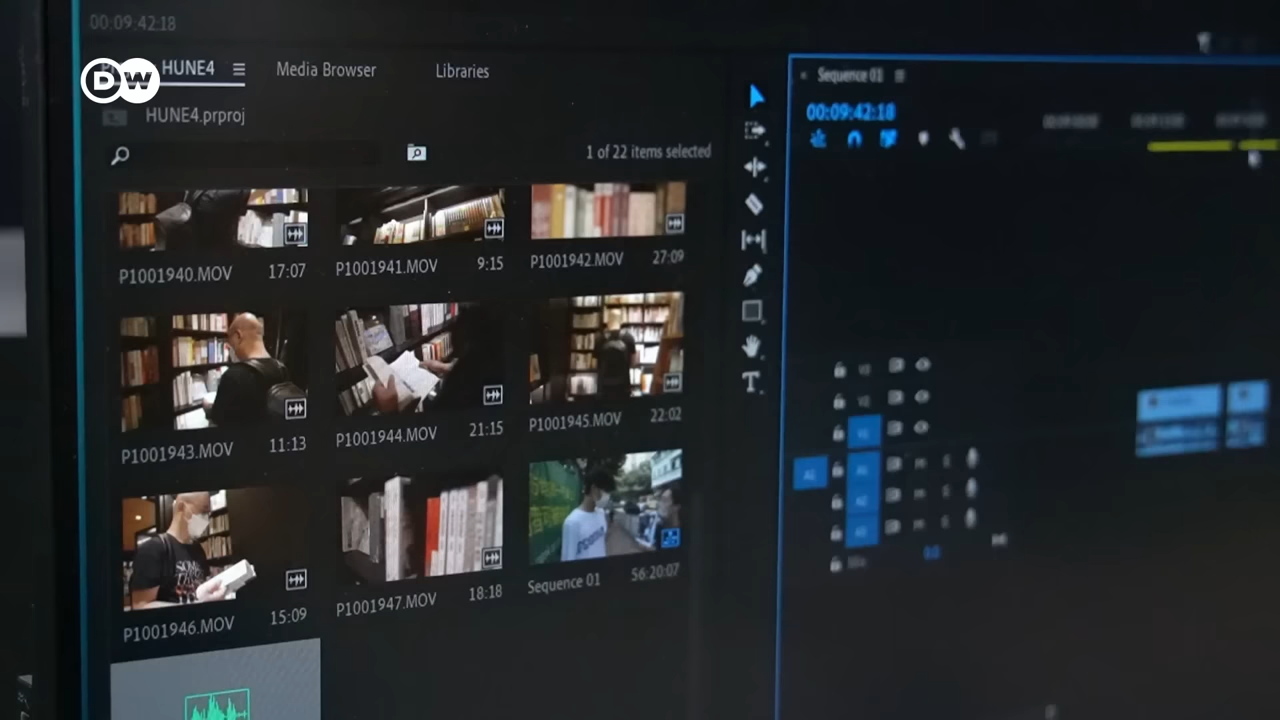 00:09:42:18
DW
HUNE4
Media Browser
Libraries
HUNE4.prproj
1 of 22 items selected
P1001940.MOV 17:07
P1001941.MOV 9:15
P1001942.MOV 27:09
P1001943.MOV 11:13
P1001944.MOV 21:15
P1001945.MOV 22:02
P1001946.MOV 15:09
P1001947.MOV 18:18
Sequence 01 56:20:07
Sequence 01
00:09:42:18